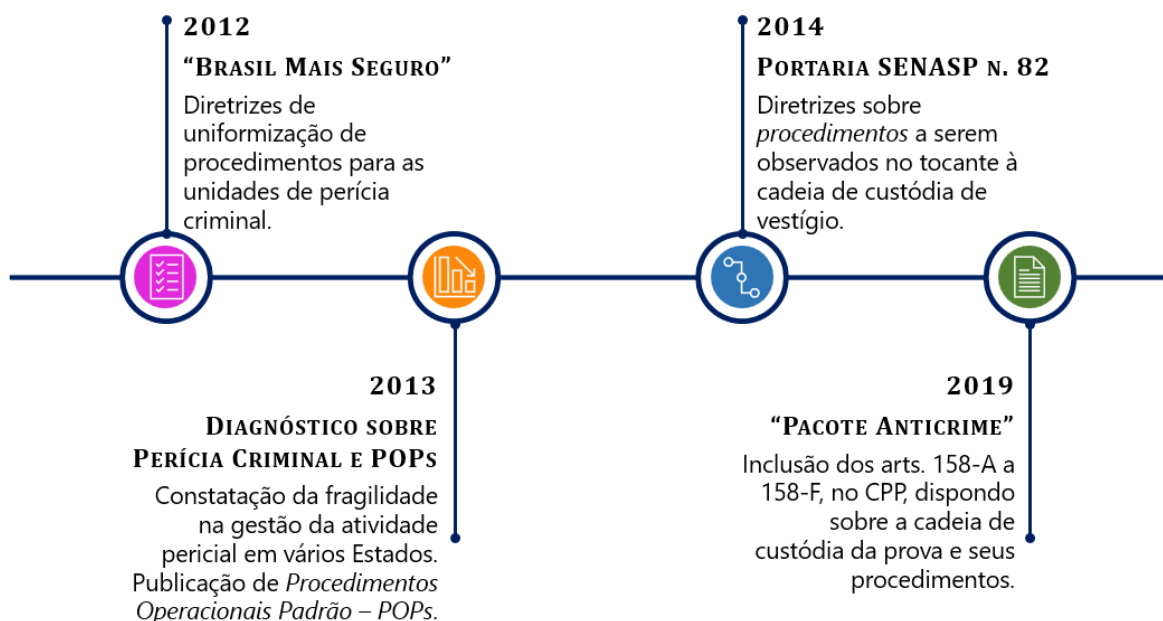 2012
“BRASIL MAIS SEGURO”
Diretrizes de
uniformização de
procedimentos para as
unidades de perícia
criminal.
2013
DIAGNÓSTICO SOBRE
PERÍCIA CRIMINAL E POPS
Constatação da fragilidade
na gestão da atividade
pericial em vários Estados.
Publicação de Procedimentos
Operacionais Padrão – POPs.
2014
PORTARIA SENASP N. 82
Diretrizes sobre
procedimentos a serem
observados no tocante à
cadeia de custódia de
vestígio.
2019
“PACOTE ANTICRIME”
Inclusão dos arts. 158-A a
158-F, no CPP, dispondo
sobre a cadeia de
custódia da prova e seus
procedimentos.